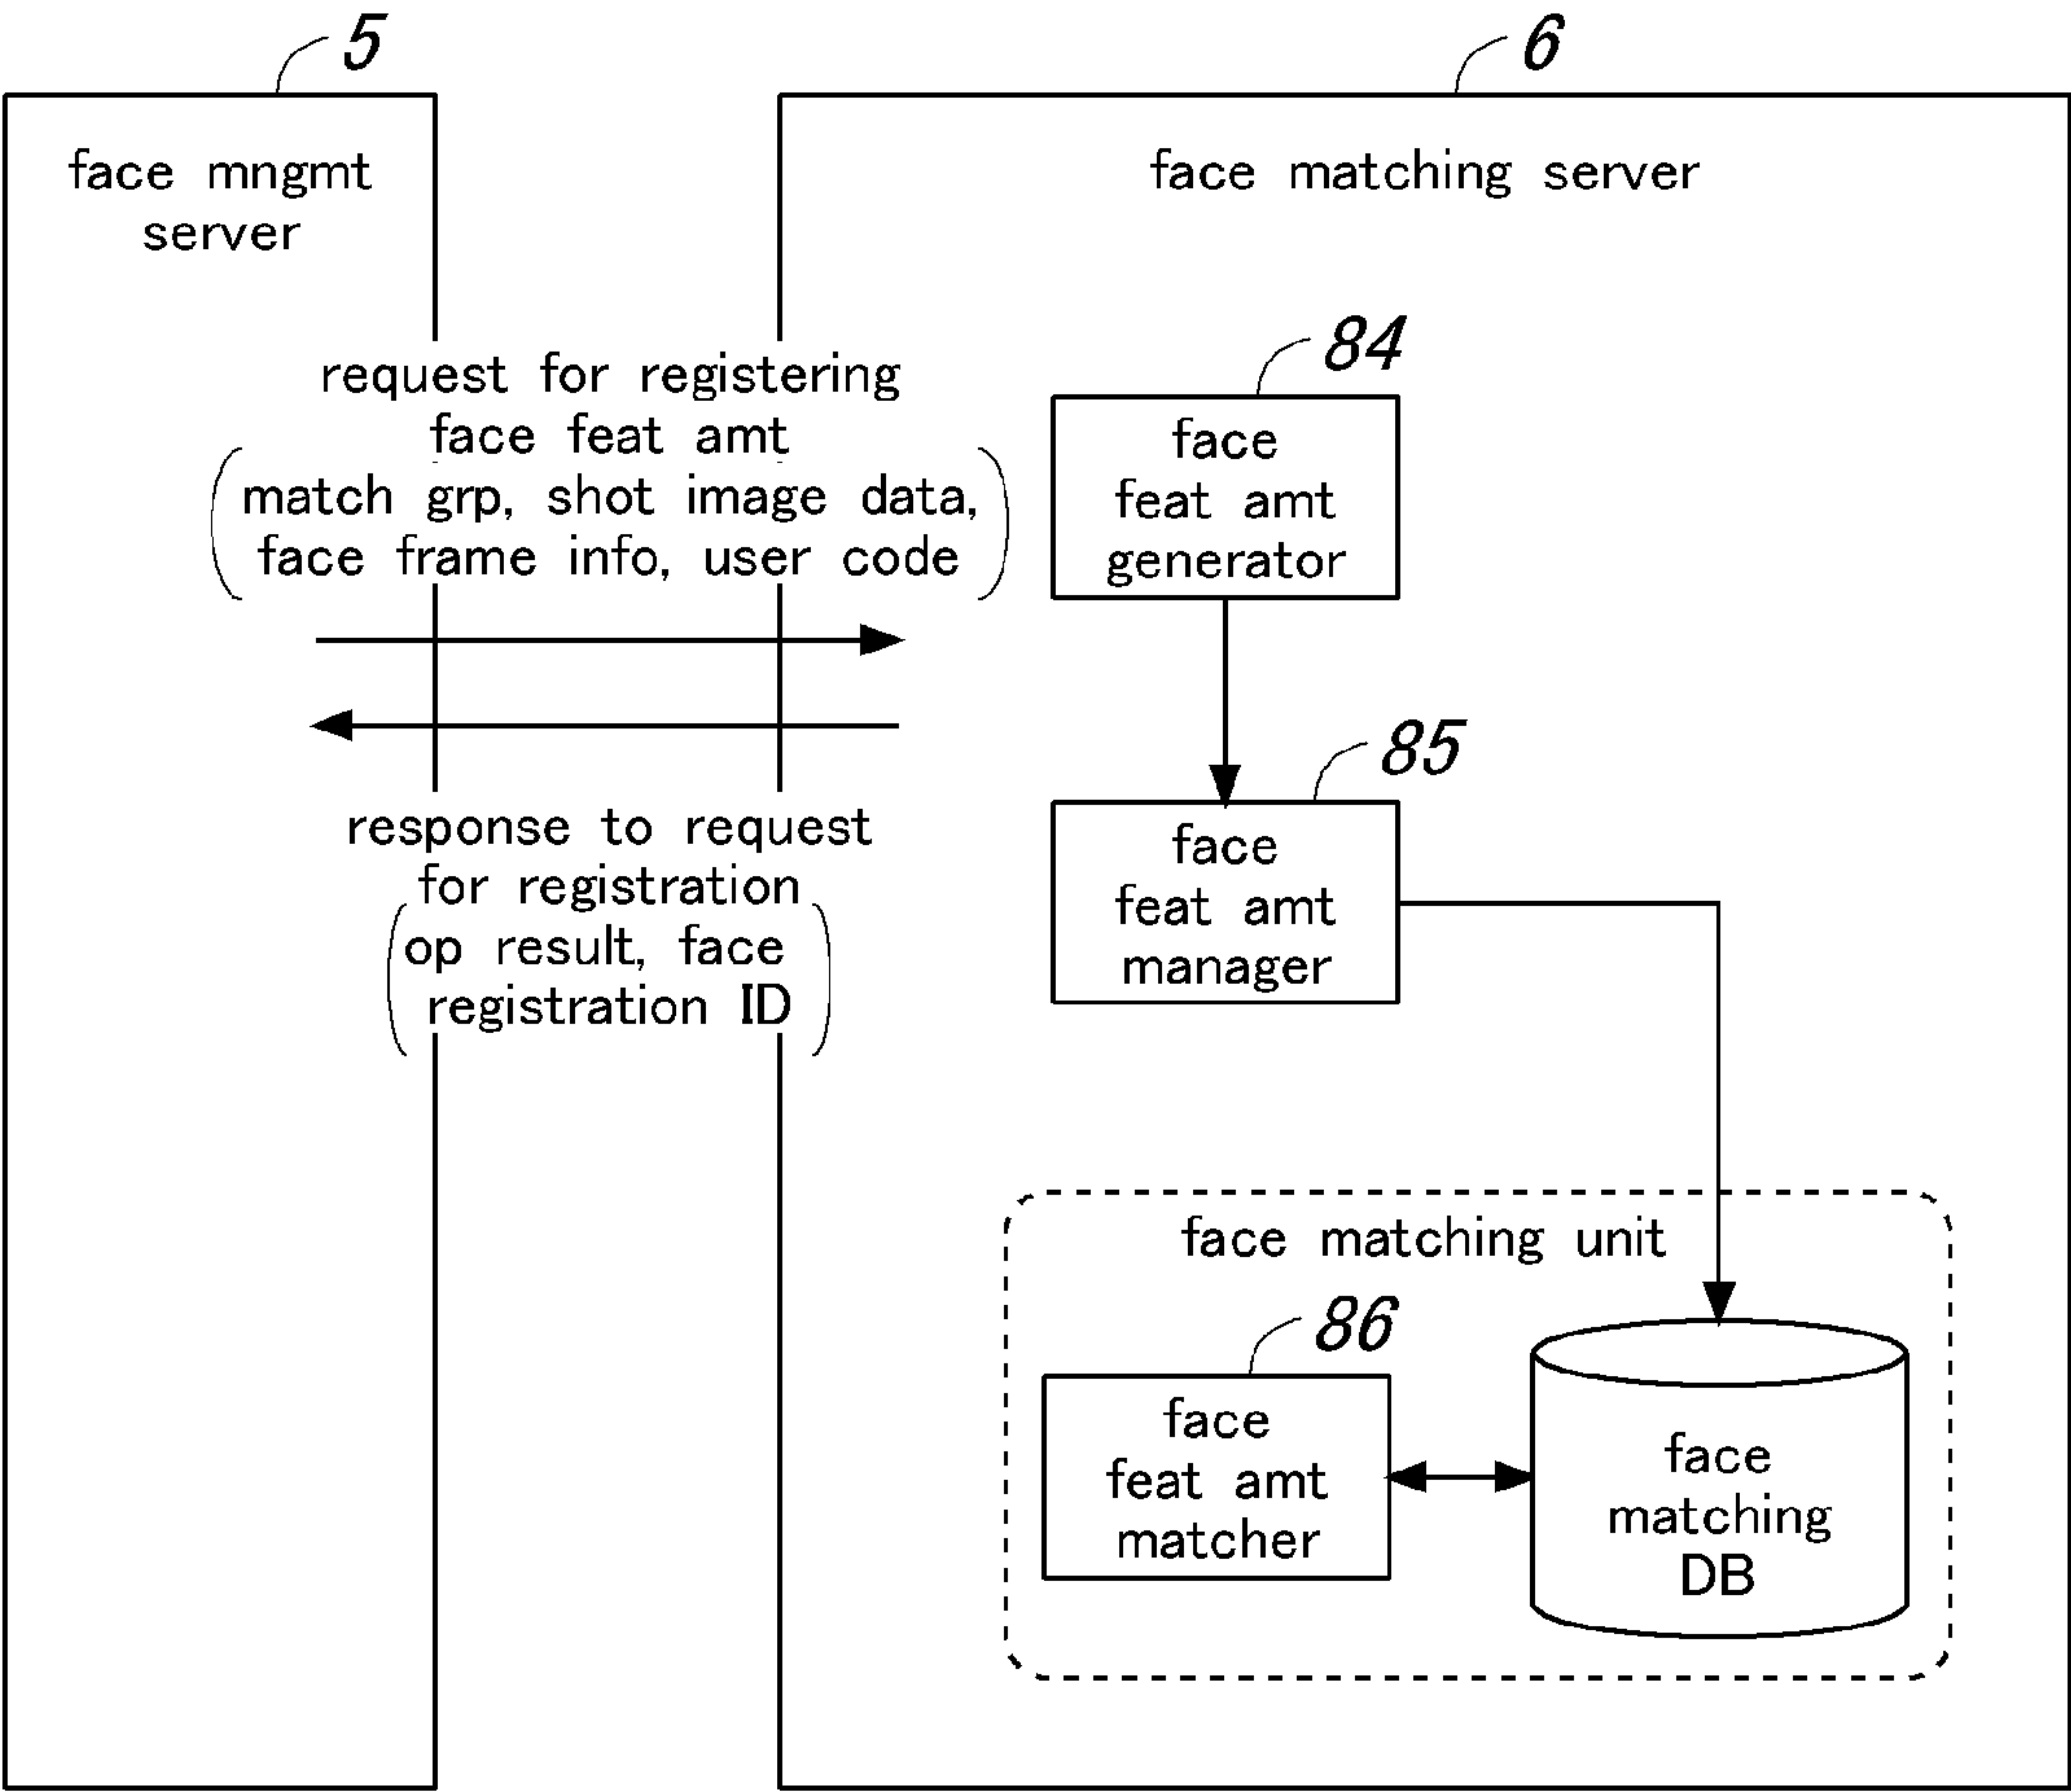 5
6
face mngmt
server
face matching server
request for registering
face feat amt
match grp, shot image data,
face frame info, user code
84
face
feat amt
generator
response to request
for registration
op result, face
registration ID
85
face
feat amt
manager
face matching unit
86
face
feat amt
matcher
face
matching
DB